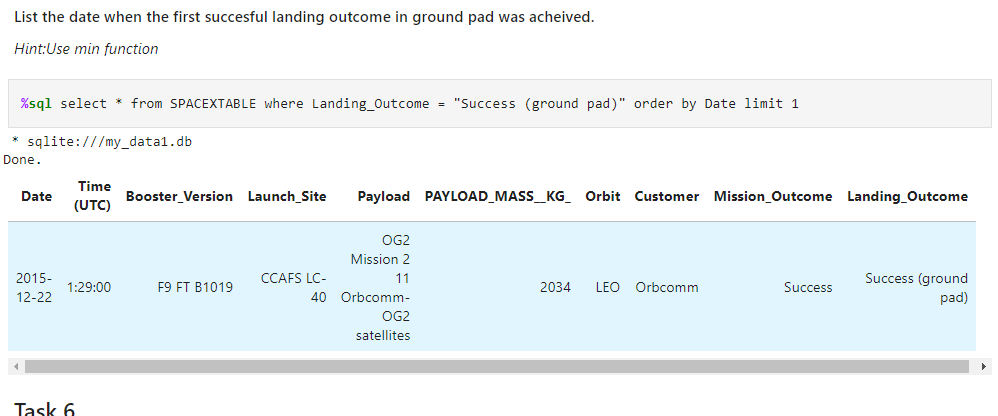 List the date when the first succesful landing outcome in ground pad was acheived.
Hint:Use min function
%sql select * from SPACEXTABLE where Landing_Outcome = "Success (ground pad)" order by Date limit 1
* sqlite:///my_data1.db
Done.
Date Time (UTC) Booster_Version Launch_Site Payload PAYLOAD_MASS__KG_ Orbit Customer Mission_Outcome Landing_Outcome
2015-12-22 1:29:00 F9 FT B1019 CCAFS LC-40 OG2 Mission 2 11 Orbcomm-OG2 satellites 2034 LEO Orbcomm Success Success (ground pad)
Task 6